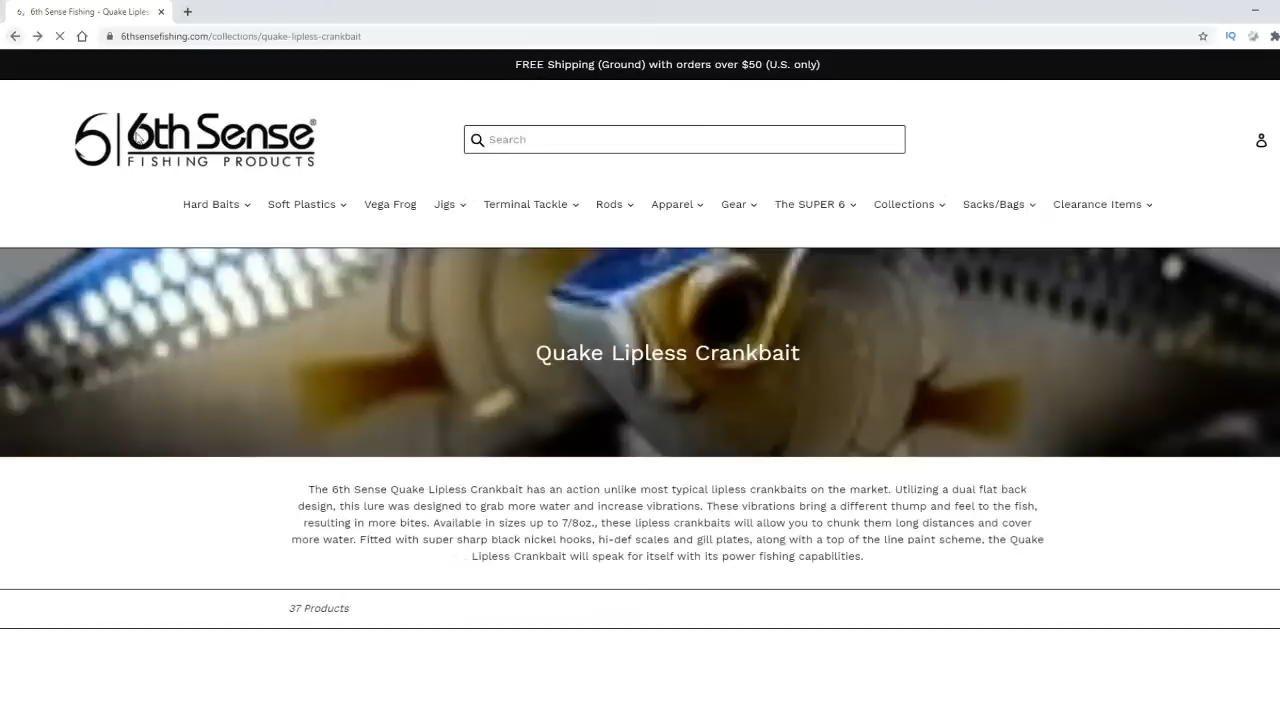 6th Sense Fishing - Quake Liples
6thsensefishing.com/collections/quake-lipless-crankbait
IQ
FREE Shipping (Ground) with orders over $50 (U.S. only)
6 6th Sense®
FISHING PRODUCTS
Search
Hard Baits Soft Plastics Vega Frog Jigs Terminal Tackle Rods Apparel Gear The SUPER 6 Collections Sacks/Bags Clearance Items
Quake Lipless Crankbait
The 6th Sense Quake Lipless Crankbait has an action unlike most typical lipless crankbaits on the market. Utilizing a dual flat back
design, this lure was designed to grab more water and increase vibrations. These vibrations bring a different thump and feel to the fish,
resulting in more bites. Available in sizes up to 7/8oz., these lipless crankbaits will allow you to chunk them long distances and cover
more water. Fitted with super sharp black nickel hooks, hi-def scales and gill plates, along with a top of the line paint scheme, the Quake
Lipless Crankbait will speak for itself with its power fishing capabilities.
37 Products